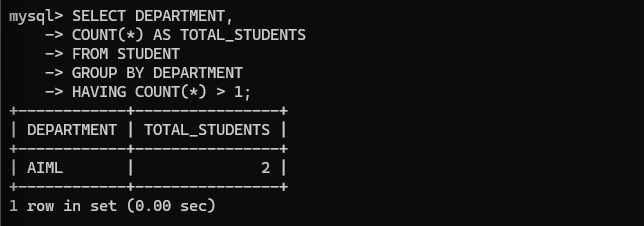 mysql> SELECT DEPARTMENT,
    -> COUNT(*) AS TOTAL_STUDENTS
    -> FROM STUDENT
    -> GROUP BY DEPARTMENT
    -> HAVING COUNT(*) > 1;
+------------+----------------+
| DEPARTMENT | TOTAL_STUDENTS |
+------------+----------------+
| AIML       |              2 |
+------------+----------------+
1 row in set (0.00 sec)